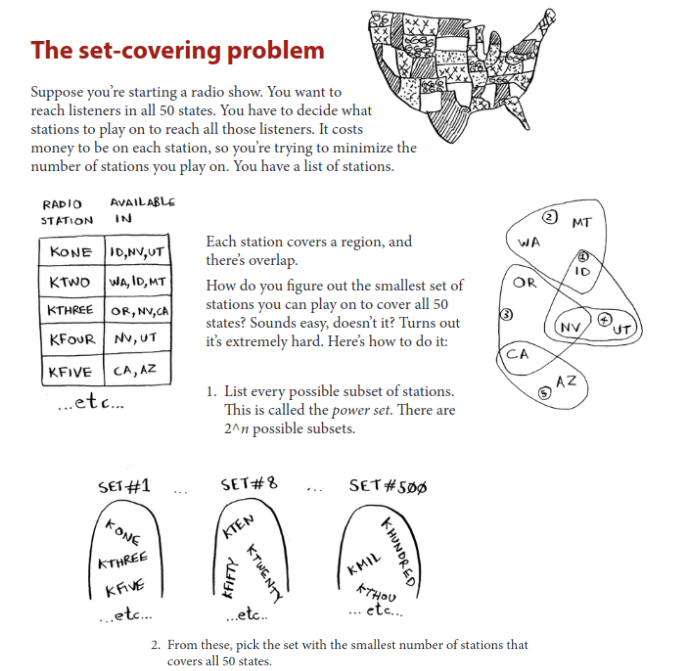 The set-covering problem
Suppose you're starting a radio show. You want to
reach listeners in all 50 states. You have to decide what
stations to play on to reach all those listeners. It costs
money to be on each station, so you're trying to minimize the
number of stations you play on. You have a list of stations.
RADIO STATION AVAILABLE IN
KONE ID,NV,UT
KTWO WA,ID,MT
KTHREE OR,NV,CA
KFOUR NV,UT
KFIVE CA,AZ
...etc...
Each station covers a region, and
there's overlap.
How do you figure out the smallest set of
stations you can play on to cover all 50
states? Sounds easy, doesn't it? Turns out
it's extremely hard. Here's how to do it:
2 MT
WA
1
ID
OR
3
NV 4 UT
CA
5 AZ
1. List every possible subset of stations.
This is called the power set. There are
2^n possible subsets.
SET#1 ... SET#8 ... SET#500
KONE
KTHREE
KFIVE
...etc...
KTEN
KFIFTY
KTWENTY
...etc..
KHUNDRED
KMIL
KTHOU
... etc...
2. From these, pick the set with the smallest number of stations that
covers all 50 states.